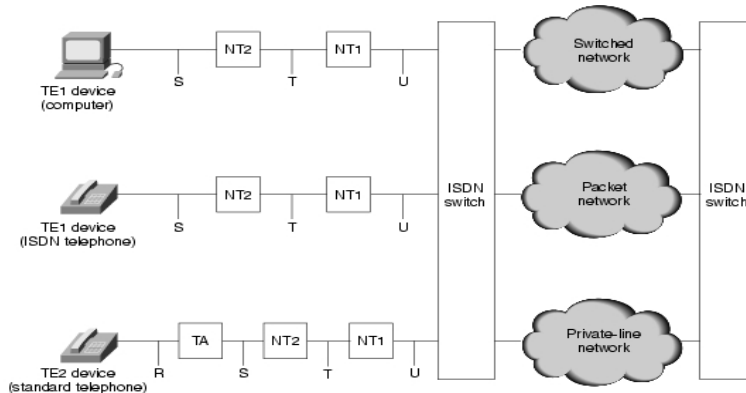 NT2
NT1
Switched
network
S
T
U
TE1 device
(computer)
NT2
NT1
ISDN
switch
Packet
network
ISDN
switch
S
T
U
TE1 device
(ISDN telephone)
TA
NT2
NT1
Private-line
network
R
S
T
U
TE2 device
(standard telephone)